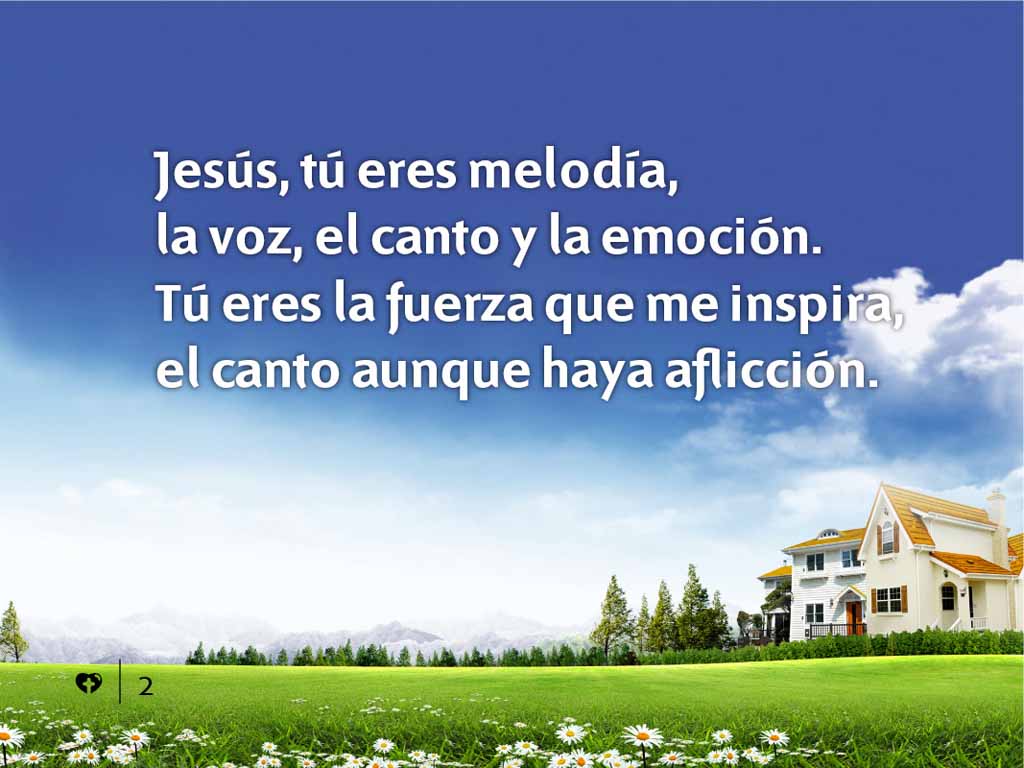 Jesús, tú eres melodía,
la voz, el canto y la emoción.
Tú eres la fuerza que me inspira,
el canto aunque haya aflicción.
2